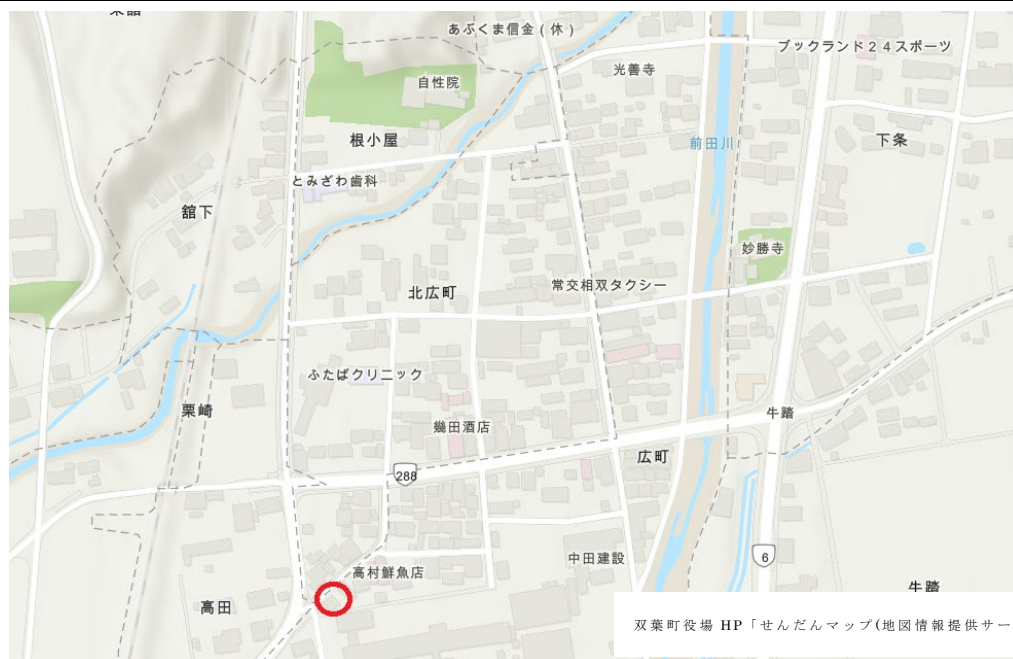 あぶくま信金（休）
ブックランド２４スポーツ
光善寺
自性院
根小屋
前田川
下条
とみざわ歯科
舘下
妙勝寺
北広町
常交相双タクシー
ふたばクリニック
栗崎
牛踏
幾田酒店
広町
288
中田建設
6
高村鮮魚店
牛踏
高田
双葉町役場 HP「せんだんマップ(地図情報提供サー